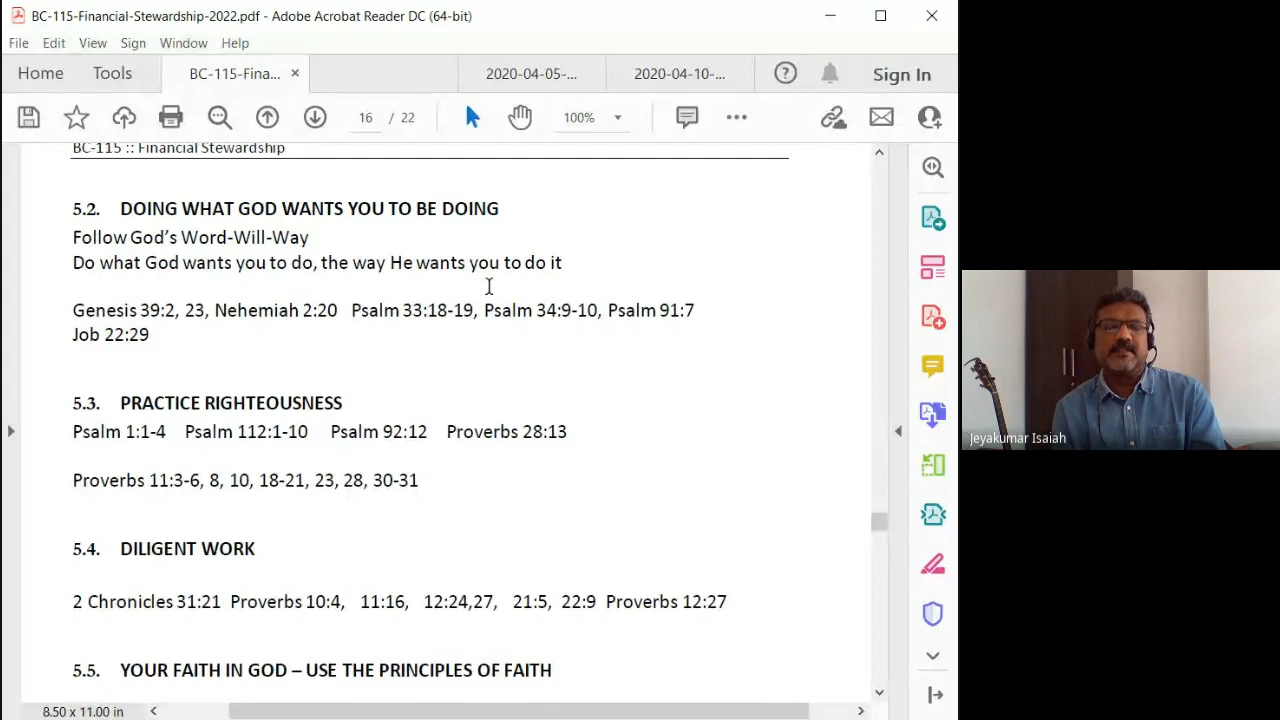 BC-115-Financial-Stewardship-2022.pdf - Adobe Acrobat Reader DC (64-bit)
File Edit View Sign Window Help
Home Tools BC-115-Fina... × 2020-04-05-... 2020-04-10-... Sign In
16 / 22 100%
BC-115 :: Financial Stewardship
5.2. DOING WHAT GOD WANTS YOU TO BE DOING
Follow God’s Word-Will-Way
Do what God wants you to do, the way He wants you to do it
Genesis 39:2, 23, Nehemiah 2:20 Psalm 33:18-19, Psalm 34:9-10, Psalm 91:7
Job 22:29
5.3. PRACTICE RIGHTEOUSNESS
Psalm 1:1-4 Psalm 112:1-10 Psalm 92:12 Proverbs 28:13
Proverbs 11:3-6, 8, 10, 18-21, 23, 28, 30-31
5.4. DILIGENT WORK
2 Chronicles 31:21 Proverbs 10:4, 11:16, 12:24,27, 21:5, 22:9 Proverbs 12:27
5.5. YOUR FAITH IN GOD – USE THE PRINCIPLES OF FAITH
8.50 x 11.00 in
Jeyakumar Isaiah